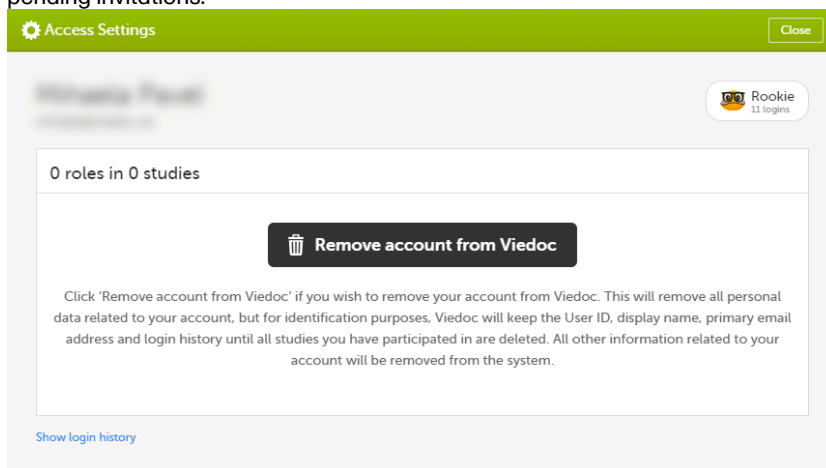 pending invitations.
Access Settings
Close
Rookie
11 logins
0 roles in 0 studies
Remove account from Viedoc
Click 'Remove account from Viedoc' if you wish to remove your account from Viedoc. This will remove all personal
data related to your account, but for identification purposes, Viedoc will keep the User ID, display name, primary email
address and login history until all studies you have participated in are deleted. All other information related to your
account will be removed from the system.
Show login history